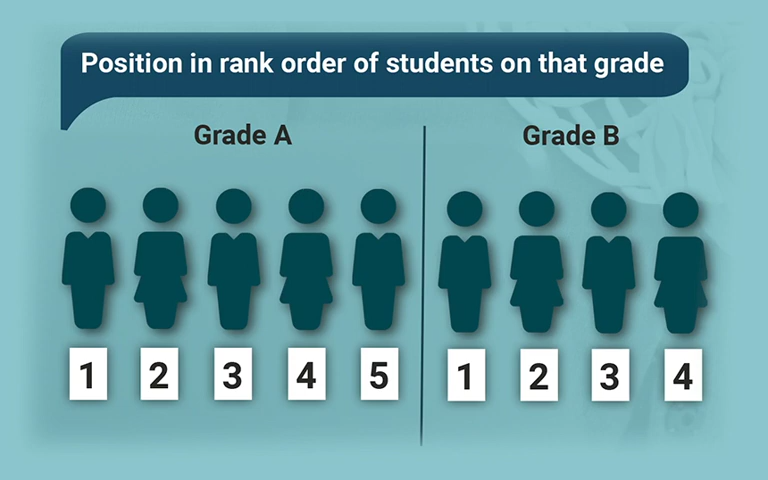 Position in rank order of students on that grade
Grade A
Grade B
1 2 3 4 5
1 2 3 4